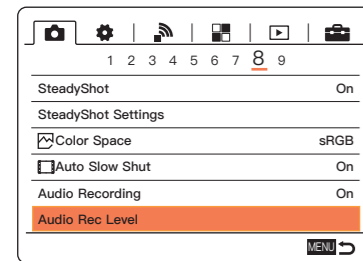 1 2 3 4 5 6 7 8 9
SteadyShot On
SteadyShot Settings
Color Space sRGB
Auto Slow Shut On
Audio Recording On
Audio Rec Level
MENU